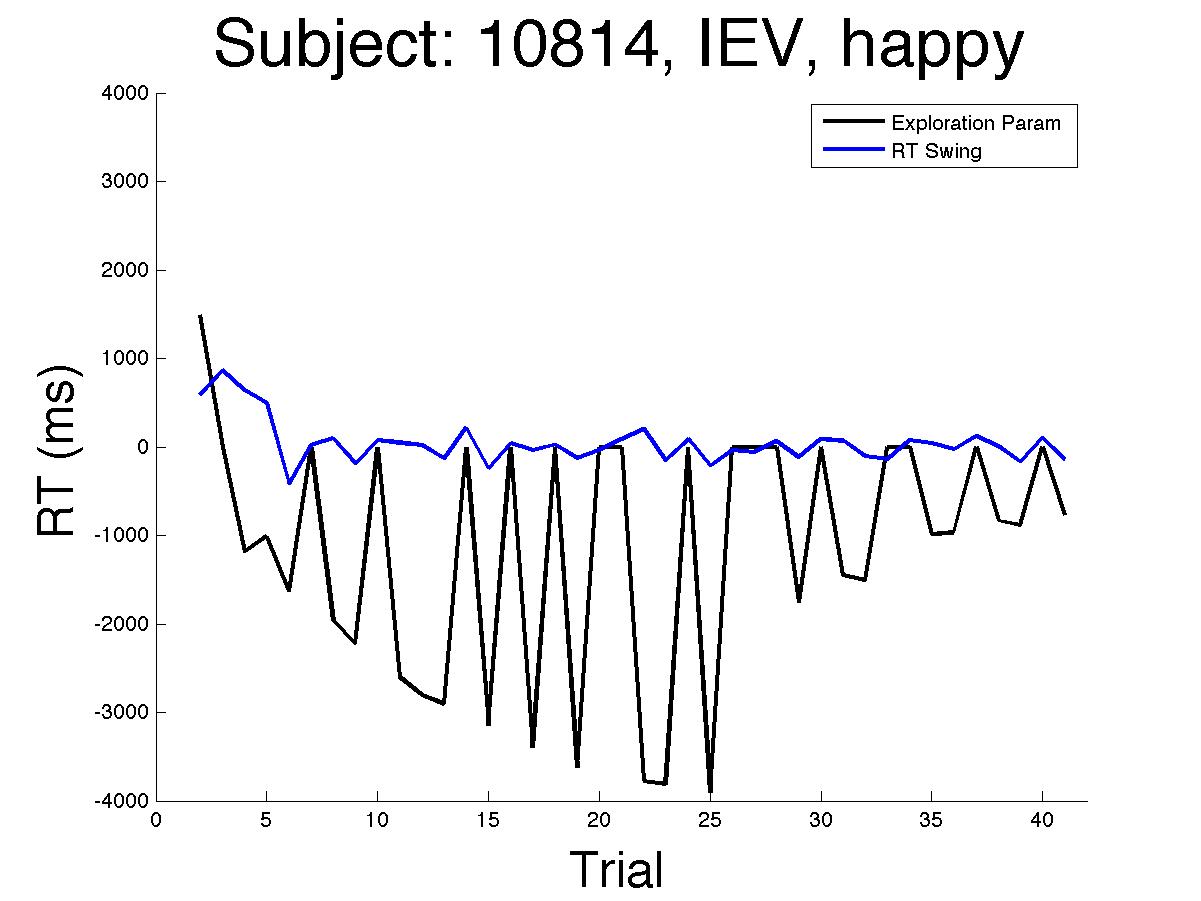 Subject: 10814, IEV, happy
4000
3000
2000
1000
0
-1000
-2000
-3000
-4000
RT (ms)
Exploration Param
RT Swing
0 5 10 15 20 25 30 35 40
Trial